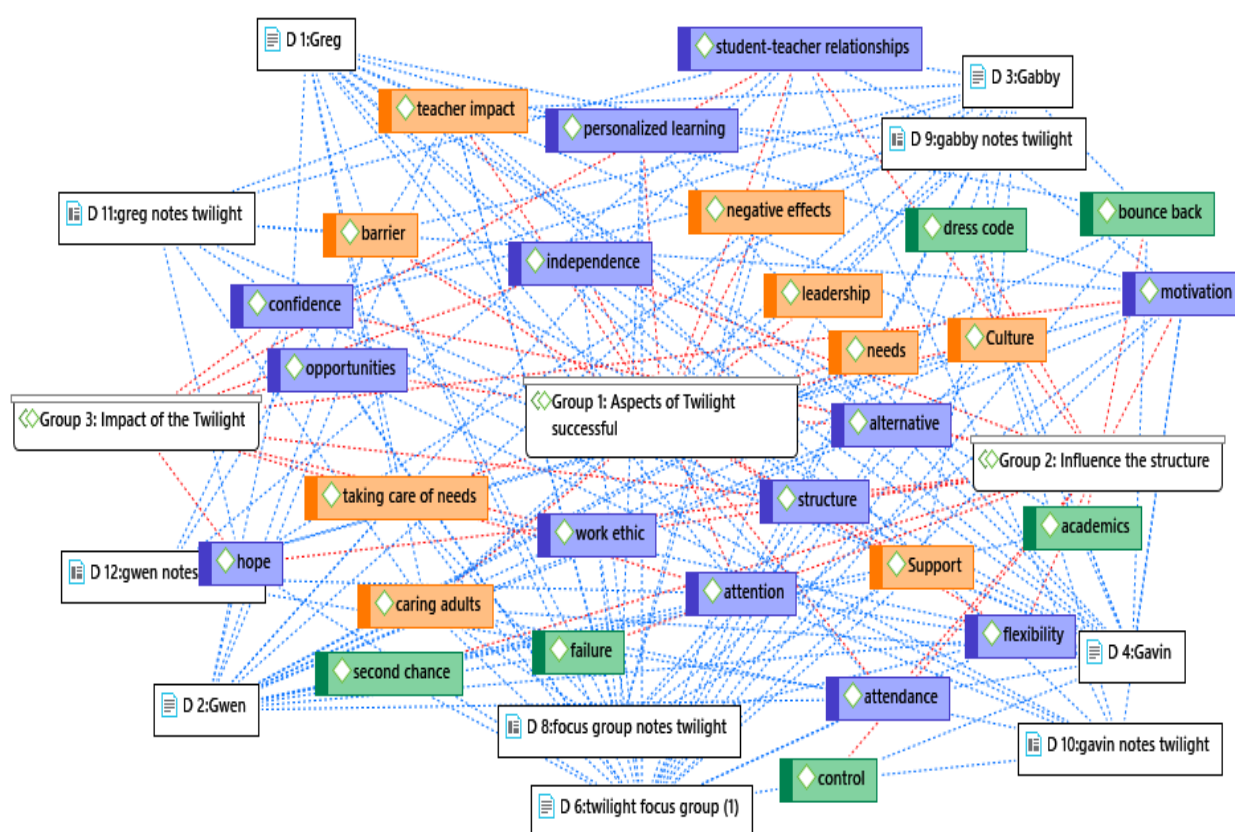 D 1:Greg
student-teacher relationships
D 3:Gabby
teacher impact
personalized learning
D 9:gabby notes twilight
D 11:greg notes twilight
barrier
negative effects
dress code
bounce back
independence
confidence
leadership
motivation
opportunities
needs
Culture
Group 3: Impact of the Twilight
Group 1: Aspects of Twilight
successful
alternative
Group 2: Influence the structure
taking care of needs
structure
work ethic
academics
D 12:gwen notes
hope
Support
attention
caring adults
failure
flexibility
D 4:Gavin
second chance
D 2:Gwen
attendance
D 8:focus group notes twilight
D 10:gavin notes twilight
control
D 6:twilight focus group (1)